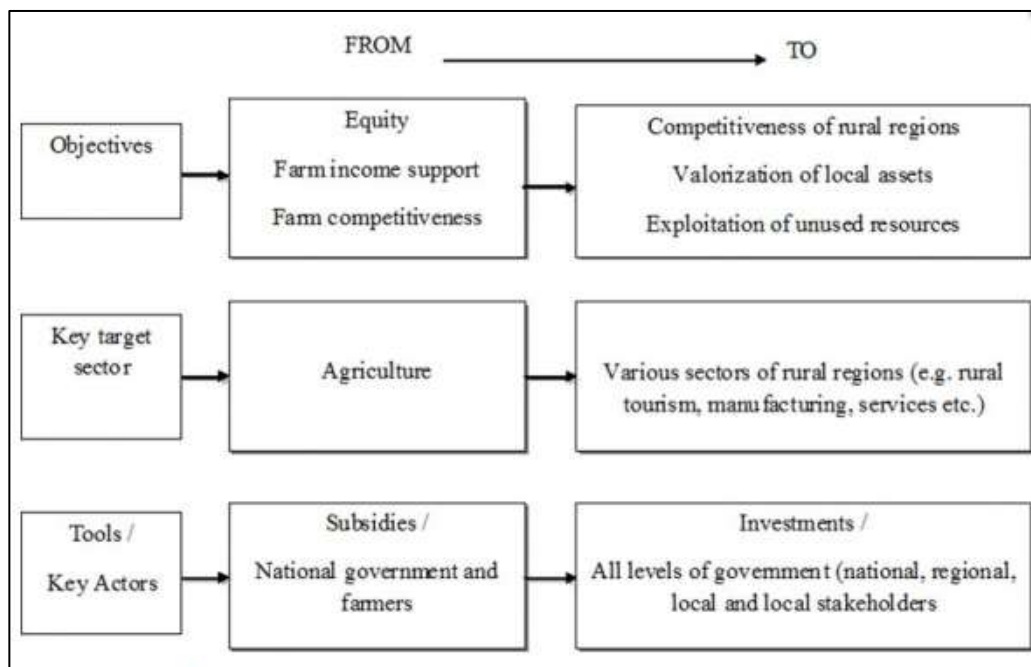 FROM
TO
Objectives
Equity
Farm income support
Farm competitiveness
Competitiveness of rural regions
Valorization of local assets
Exploitation of unused resources
Key target
sector
Agriculture
Various sectors of rural regions (e.g. rural
tourism, manufacturing, services etc.)
Tools /
Key Actors
Subsidies /
National government and
farmers
Investments /
All levels of government (national, regional,
local and local stakeholders